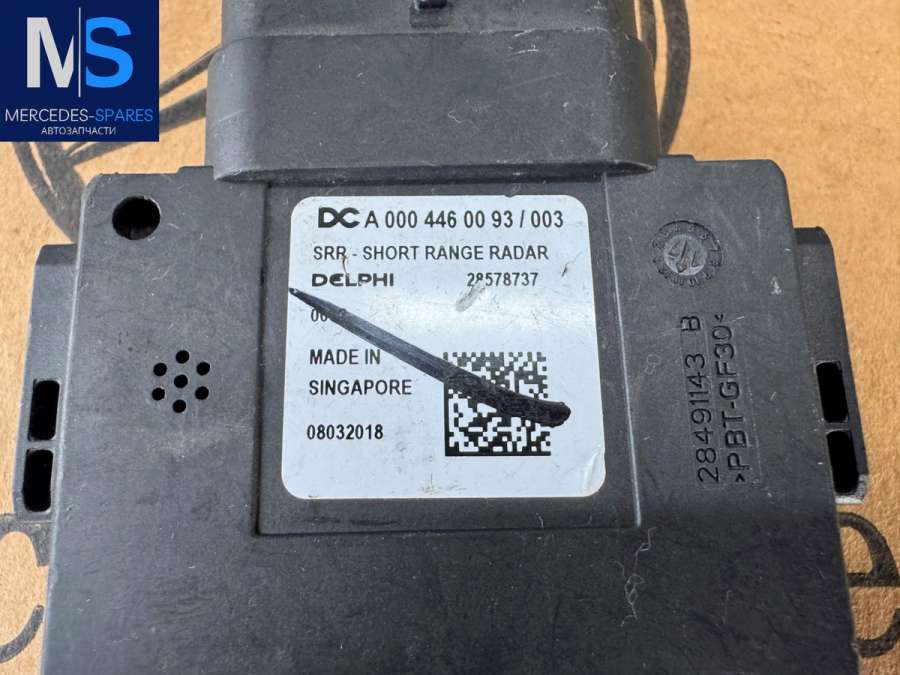 MS
MERCEDES-SPARES
АВТОЗАПЧАСТИ
DC A 000 446 00 93 / 003
SRR - SHORT RANGE RADAR
DELPHI 28578737
MADE IN
SINGAPORE
08032018
28491143 B
>PBT-GF30<